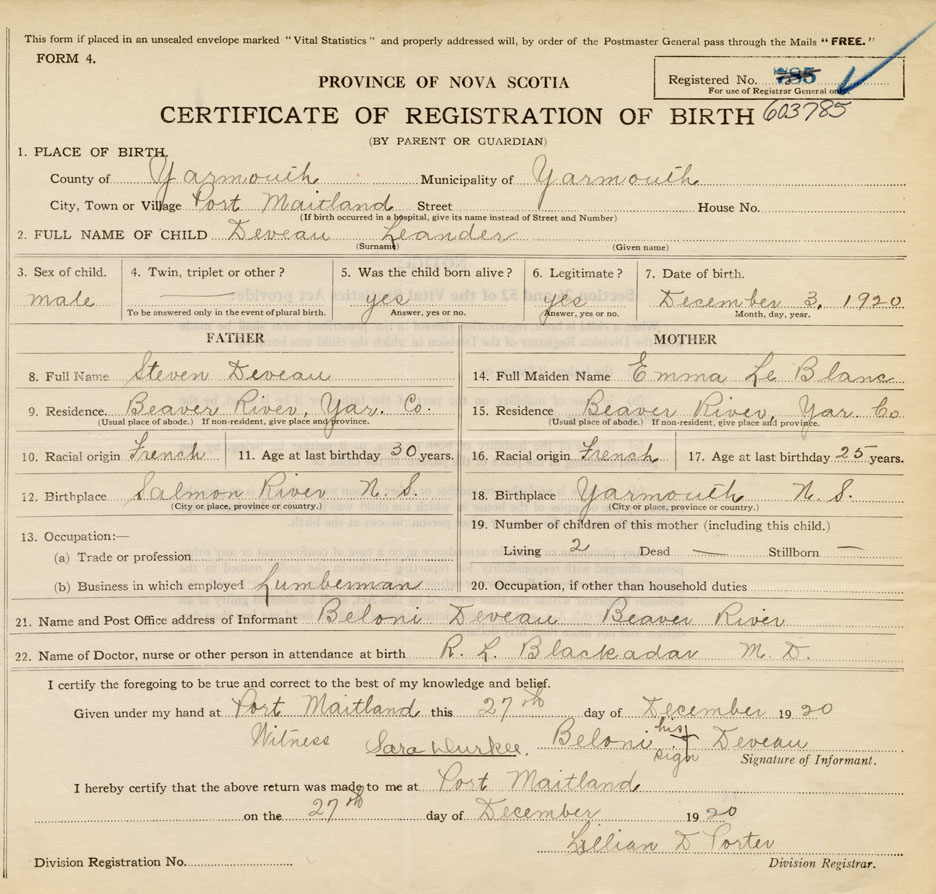 This form if placed in an unsealed envelope marked "Vital Statistics" and properly addressed will, by order of the Postmaster General pass through the Mails "FREE."
FORM 4.
PROVINCE OF NOVA SCOTIA
Registered No. 785
For use of Registrar General only.
CERTIFICATE OF REGISTRATION OF BIRTH 603785
(BY PARENT OR GUARDIAN)
1. PLACE OF BIRTH.
County of Yarmouth Municipality of Yarmouth
City, Town or Village Port Maitland Street House No.
(If birth occurred in a hospital, give its name instead of Street and Number)
2. FULL NAME OF CHILD Deveau Leander
(Surname) (Given name)
3. Sex of child. 4. Twin, triplet or other? 5. Was the child born alive? 6. Legitimate? 7. Date of birth.
male — yes yes December 3, 1920
To be answered only in the event of plural birth. Answer, yes or no. Answer, yes or no. Month, day, year.
FATHER MOTHER
8. Full Name Steven Deveau 14. Full Maiden Name Emma Le Blanc
9. Residence. Beaver River, Yar. Co. 15. Residence Beaver River, Yar Co
(Usual place of abode.) If non-resident, give place and province. (Usual place of abode.) If non-resident, give place and province.
10. Racial origin French 11. Age at last birthday 30 years. 16. Racial origin French 17. Age at last birthday 25 years.
12. Birthplace Salmon River N. S. 18. Birthplace Yarmouth N. S.
(City or place, province or country.) (City or place, province or country.)
13. Occupation:— 19. Number of children of this mother (including this child.)
(a) Trade or profession Living 2 Dead — Stillborn —
(b) Business in which employed Lumberman 20. Occupation, if other than household duties
21. Name and Post Office address of Informant Beloni Deveau Beaver River
22. Name of Doctor, nurse or other person in attendance at birth R. L. Blackadar M. D.
I certify the foregoing to be true and correct to the best of my knowledge and belief.
Given under my hand at Port Maitland this 27th day of December 1920
Witness Sara Durkee. Beloni his sign Deveau
Signature of Informant.
I hereby certify that the above return was made to me at Port Maitland
on the 27th day of December 1920
Lillian D Porter
Division Registration No. Division Registrar.